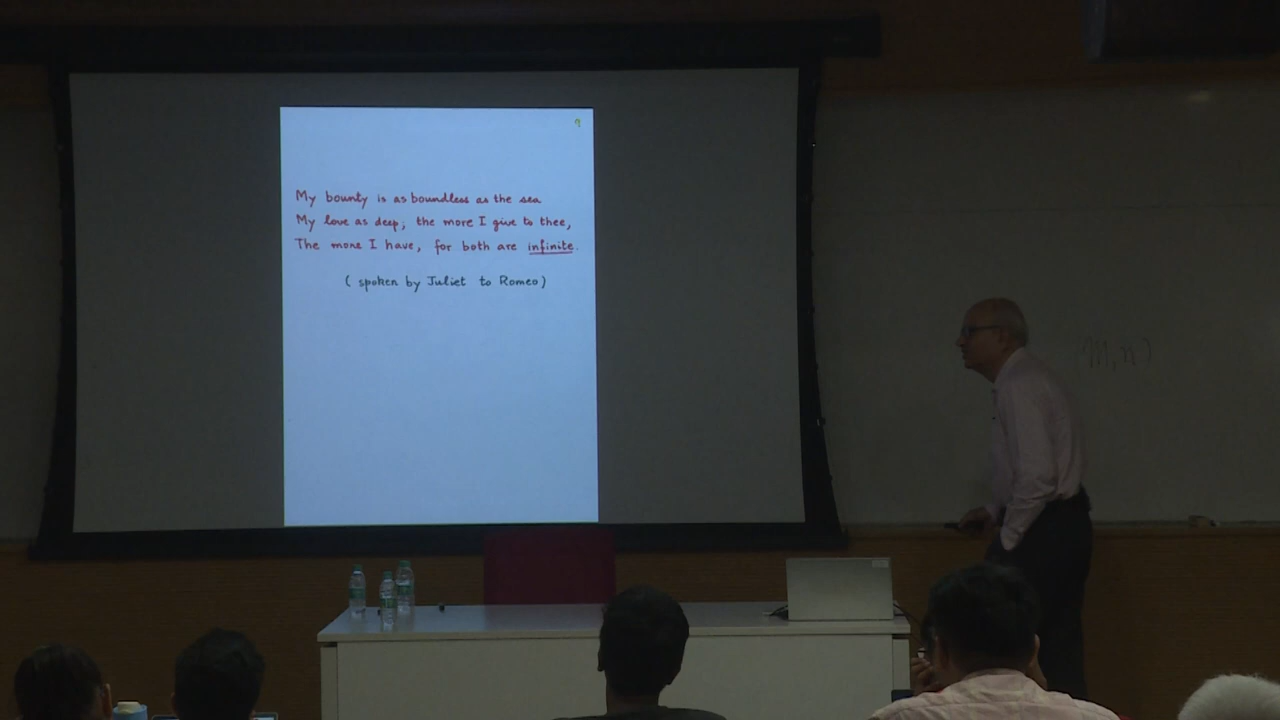 9
My bounty is as boundless as the sea
My love as deep; the more I give to thee,
The more I have, for both are infinite.
(spoken by Juliet to Romeo)